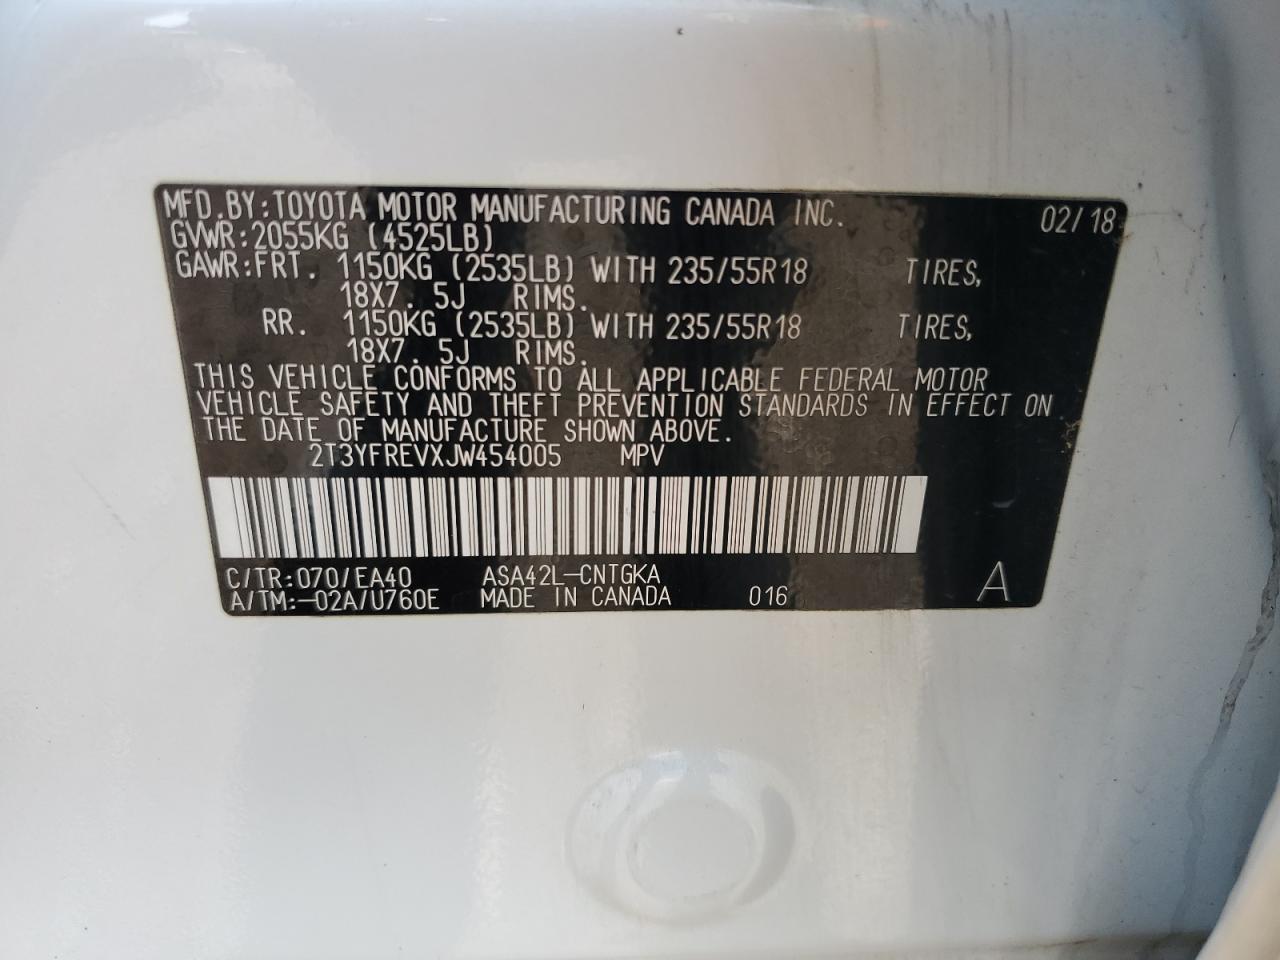 MFD.BY:TOYOTA MOTOR MANUFACTURING CANADA INC. 02/18
GVWR:2055KG (4525LB)
GAWR:FRT. 1150KG (2535LB) WITH 235/55R18 TIRES,
18X7.5J RIMS.
RR. 1150KG (2535LB) WITH 235/55R18 TIRES,
18X7.5J RIMS.
THIS VEHICLE CONFORMS TO ALL APPLICABLE FEDERAL MOTOR
VEHICLE SAFETY AND THEFT PREVENTION STANDARDS IN EFFECT ON
THE DATE OF MANUFACTURE SHOWN ABOVE.
2T3YFREVXJW454005 MPV
C/TR:070/EA40 ASA42L-CNTGKA
A/TM:-02A/U760E MADE IN CANADA 016 A